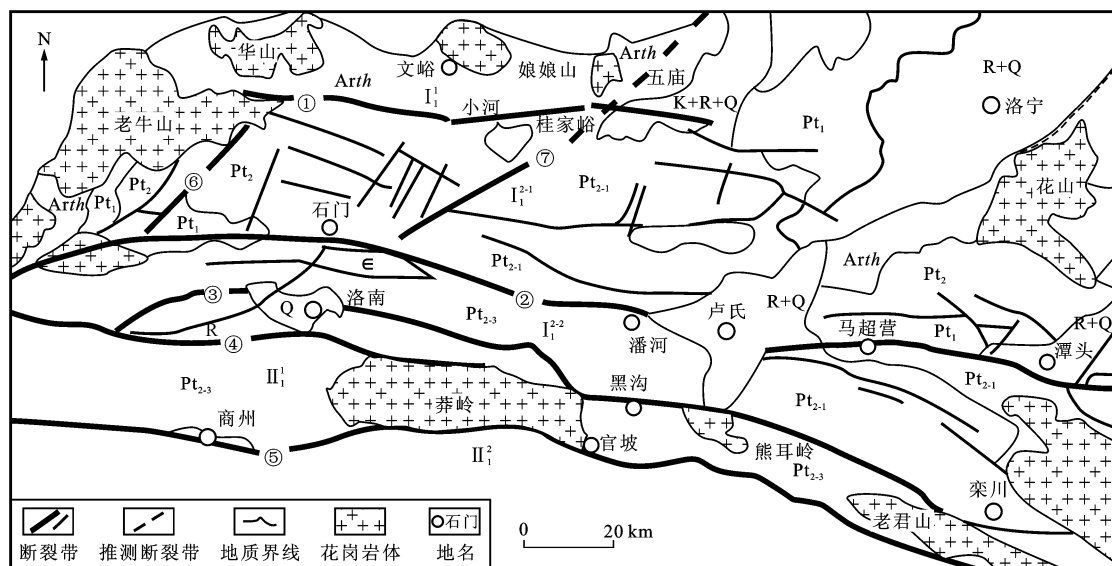 N
华山
文峪
娘娘山
Arth
五庙
R+Q
洛宁
Arth
I₁¹
①
小河
K+R+Q
老牛山
桂家峪
Pt₁
⑦
Pt₂
Pt₂
⑥
I₁²⁻¹
Pt₂₋₁
花山
Arth
Pt₁
石门
Pt₁
Pt₂₋₁
Arth
Pt₂
∈
③
②
R+Q
Q
洛南
Pt₂₋₃
I₁²⁻²
卢氏
马超营
Pt₁
R+Q
R
④
潘河
潭头
Pt₂₋₃
II₁¹
黑沟
Pt₂₋₁
Pt₂₋₁
莽岭
商州
⑤
II₁²
官坡
熊耳岭
Pt₂₋₃
栾川
老君山
石门
断裂带 推测断裂带 地质界线 花岗岩体 地名
0 20 km